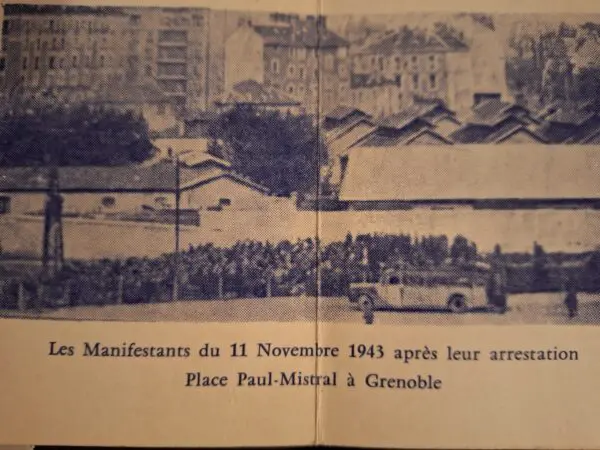 Les Manifestants du 11 Novembre 1943 après leur arrestation
Place Paul-Mistral à Grenoble